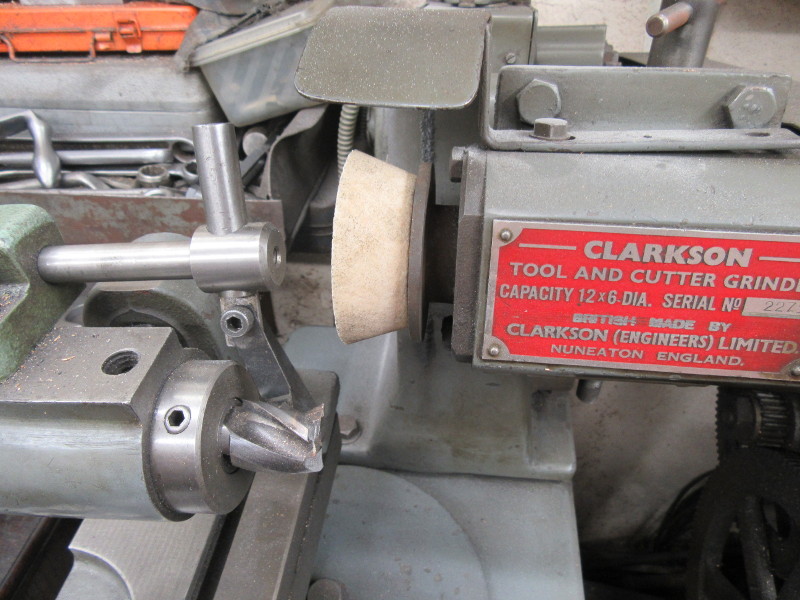 CLARKSON
TOOL AND CUTTER GRINDE
CAPACITY 12 x 6 DIA. SERIAL Nº 227
BRITISH MADE BY
CLARKSON (ENGINEERS) LIMITED.
NUNEATON ENGLAND.